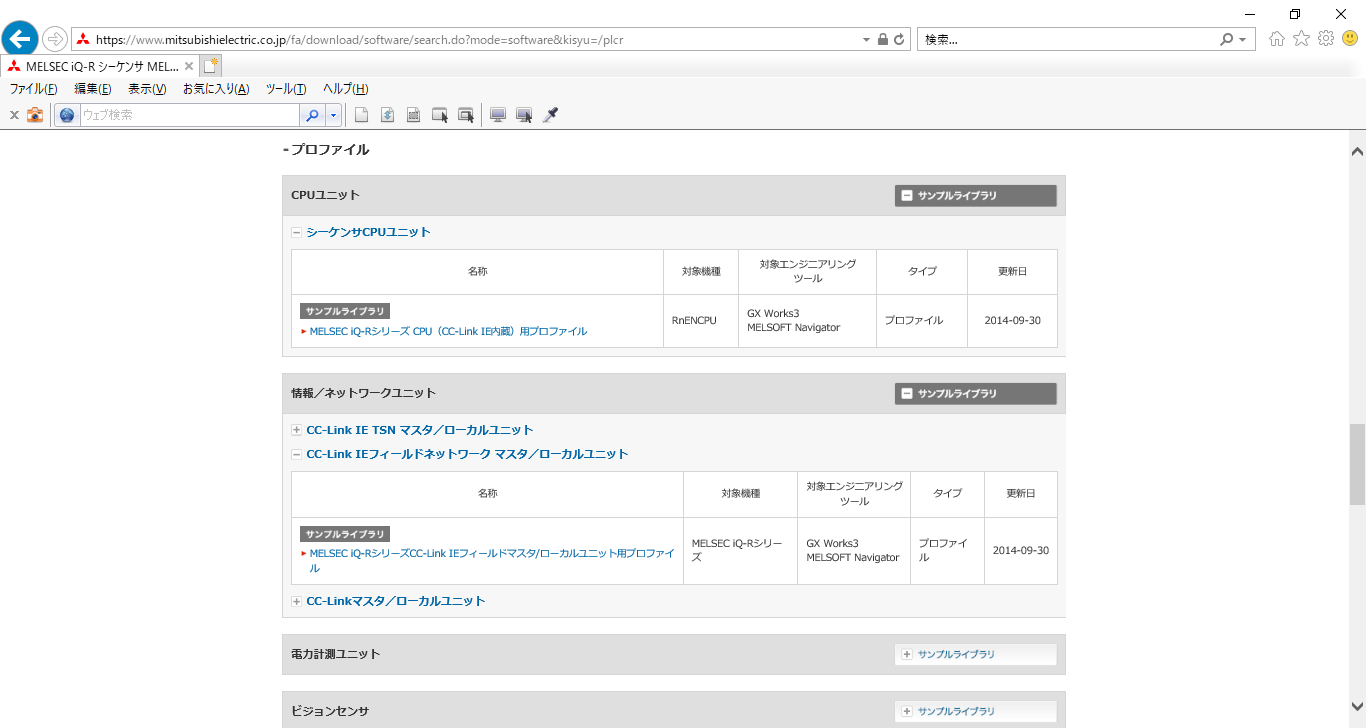 https://www.mitsubishielectric.co.jp/fa/download/software/search.do?mode=software&kisyu=/plcr
検索...
MELSEC iQ-R シーケンサ MEL...
ファイル(F) 編集(E) 表示(V) お気に入り(A) ツール(T) ヘルプ(H)
x
ウェブ検索
- プロファイル
CPUユニット
サンプルライブラリ
シーケンサCPUユニット
名称
対象機種
対象エンジニアリング
ツール
タイプ
更新日
サンプルライブラリ
MELSEC iQ-Rシリーズ CPU（CC-Link IE内蔵）用プロファイル
RnENCPU
GX Works3
MELSOFT Navigator
プロファイル
2014-09-30
情報／ネットワークユニット
サンプルライブラリ
CC-Link IE TSN マスタ／ローカルユニット
CC-Link IEフィールドネットワーク マスタ／ローカルユニット
名称
対象機種
対象エンジニアリング
ツール
タイプ
更新日
サンプルライブラリ
MELSEC iQ-RシリーズCC-Link IEフィールドマスタ/ローカルユニット用プロファイ
ル
MELSEC iQ-Rシリー
ズ
GX Works3
MELSOFT Navigator
プロファイ
ル
2014-09-30
CC-Linkマスタ／ローカルユニット
電力計測ユニット
サンプルライブラリ
ビジョンセンサ
サンプルライブラリ